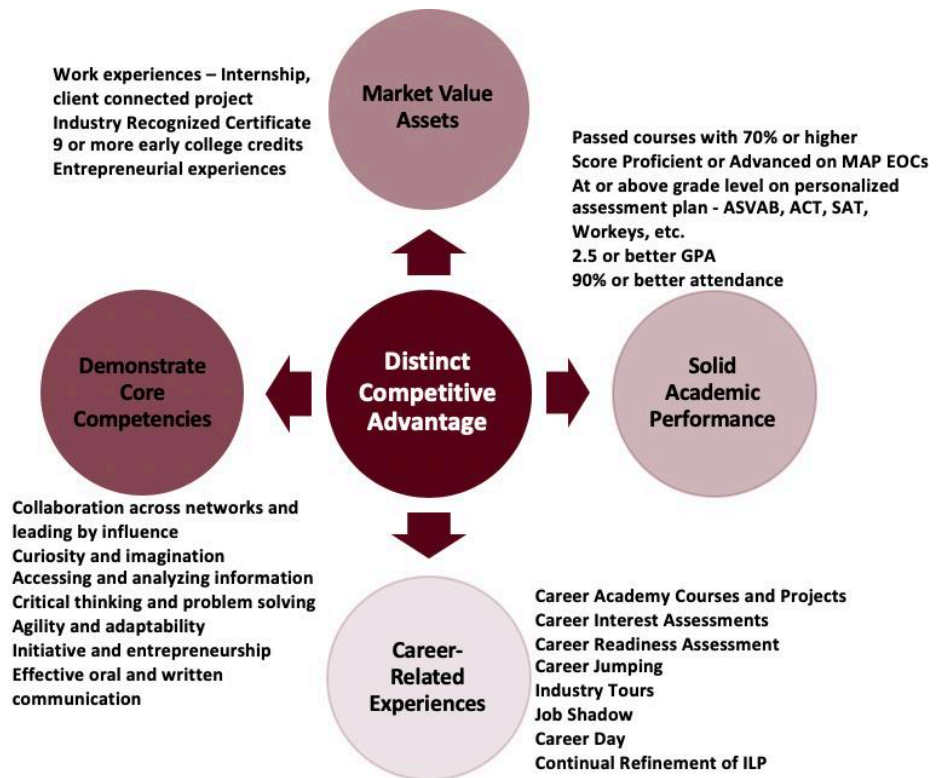 Work experiences – Internship,
client connected project
Industry Recognized Certificate
9 or more early college credits
Entrepreneurial experiences
Market Value
Assets
Passed courses with 70% or higher
Score Proficient or Advanced on MAP EOCs
At or above grade level on personalized
assessment plan - ASVAB, ACT, SAT,
Workeys, etc.
2.5 or better GPA
90% or better attendance
Demonstrate
Core
Competencies
Distinct
Competitive
Advantage
Solid
Academic
Performance
Collaboration across networks and
leading by influence
Curiosity and imagination
Accessing and analyzing information
Critical thinking and problem solving
Agility and adaptability
Initiative and entrepreneurship
Effective oral and written
communication
Career-
Related
Experiences
Career Academy Courses and Projects
Career Interest Assessments
Career Readiness Assessment
Career Jumping
Industry Tours
Job Shadow
Career Day
Continual Refinement of ILP